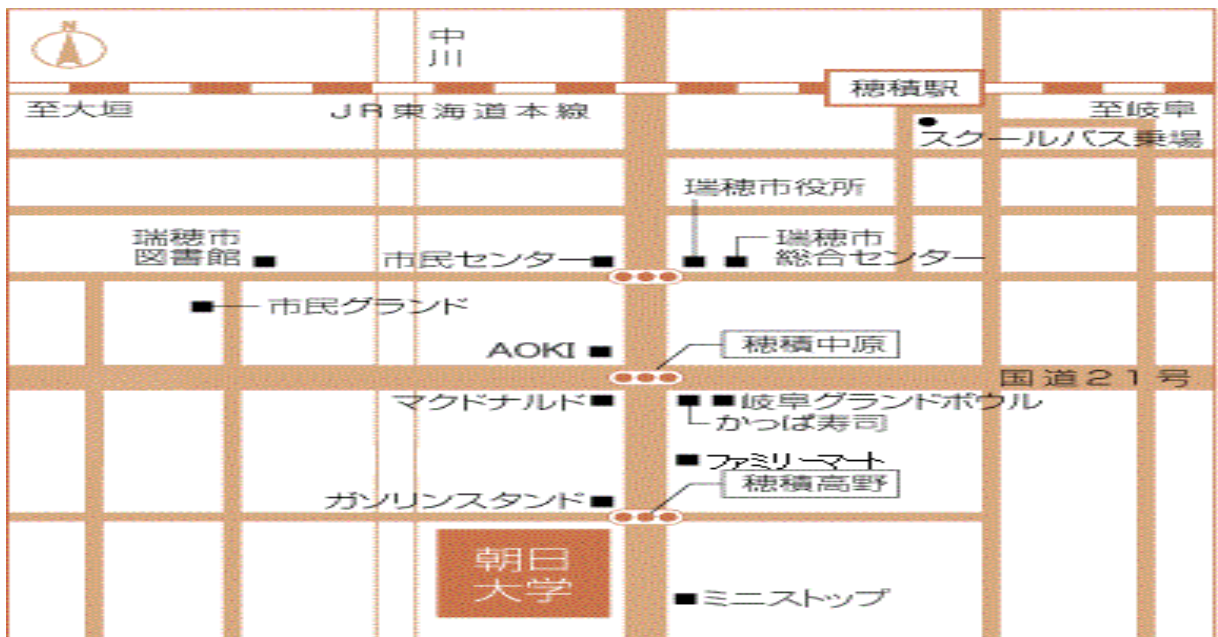 N
中
川
穂積駅
至大垣
JR東海道本線
至岐阜
スクールバス乗場
瑞穂市役所
瑞穂市
図書館
市民センター
瑞穂市
総合センター
市民グランド
AOKI
穂積中原
国道21号
マクドナルド
岐阜グランドボウル
かっぱ寿司
ファミリーマート
ガソリンスタンド
穂積高野
朝日
大学
ミニストップ